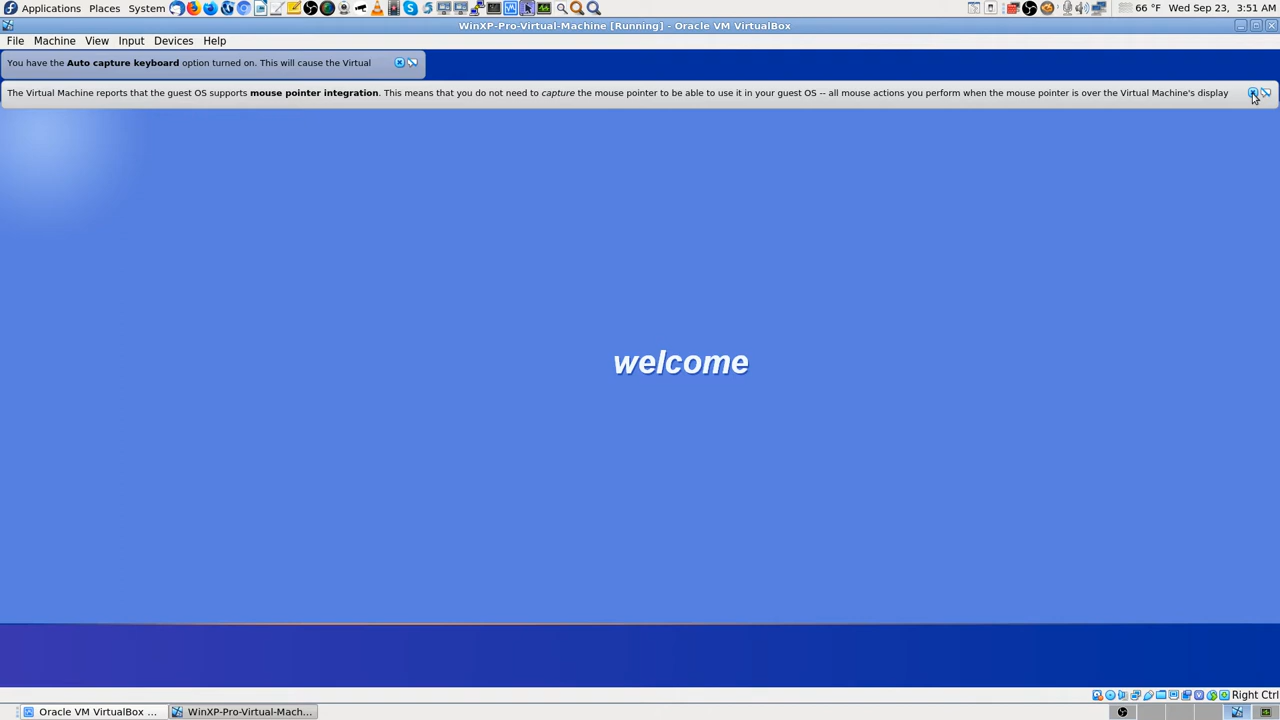 Applications Places System 66 °F Wed Sep 23, 3:51 AM
WinXP-Pro-Virtual-Machine [Running] - Oracle VM VirtualBox
File Machine View Input Devices Help
You have the Auto capture keyboard option turned on. This will cause the Virtual
The Virtual Machine reports that the guest OS supports mouse pointer integration. This means that you do not need to capture the mouse pointer to be able to use it in your guest OS -- all mouse actions you perform when the mouse pointer is over the Virtual Machine's display
welcome
Right Ctrl
Oracle VM VirtualBox ... WinXP-Pro-Virtual-Mach...